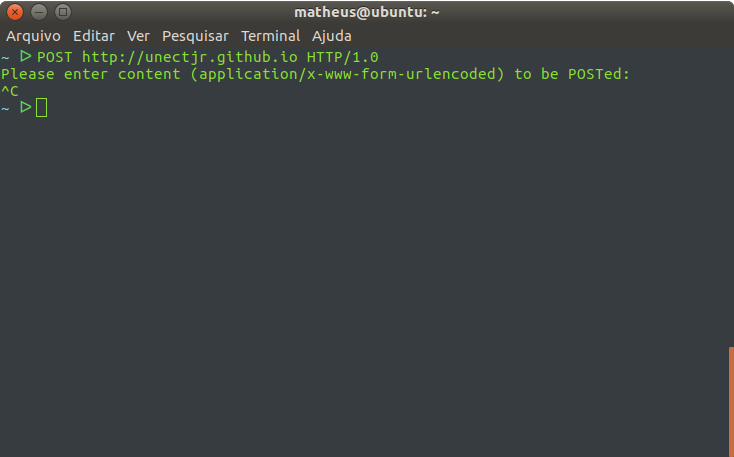 matheus@ubuntu: ~
Arquivo Editar Ver Pesquisar Terminal Ajuda
~ ▷ POST http://unectjr.github.io HTTP/1.0
Please enter content (application/x-www-form-urlencoded) to be POSTed:
^C
~ ▷